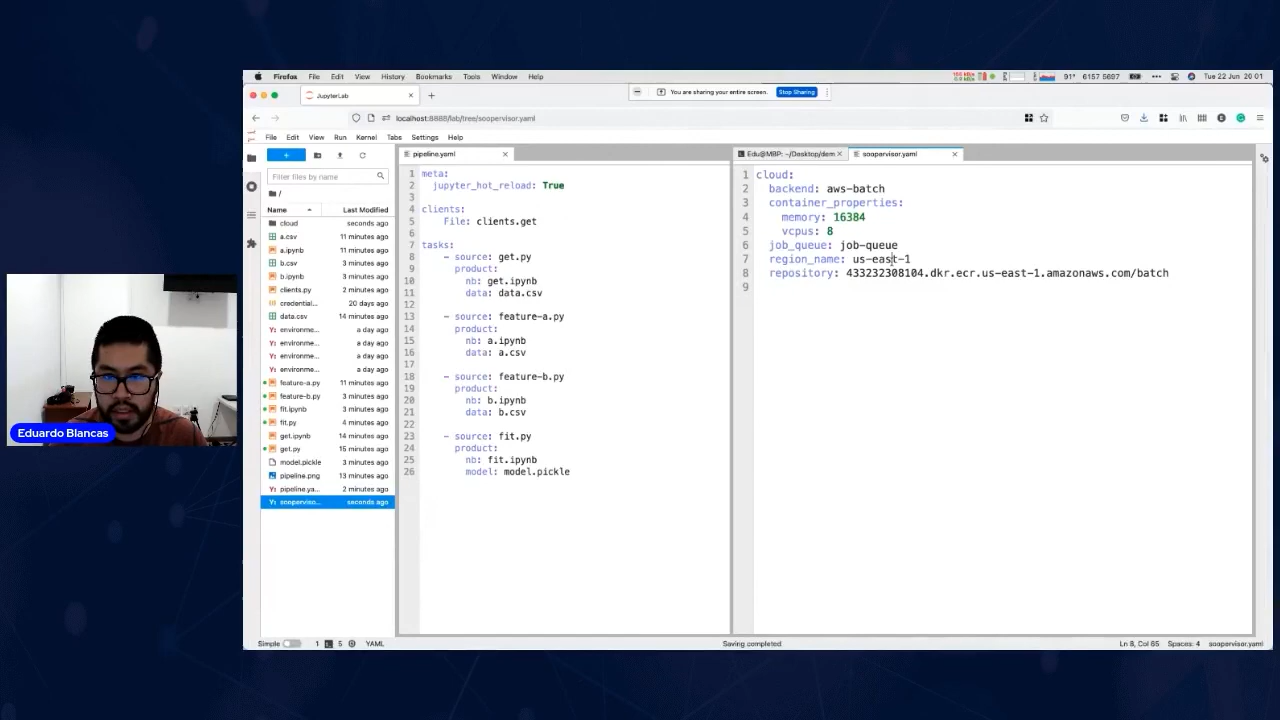 Firefox File Edit View History Bookmarks Tools Window Help
91° 6157 5697 Tue 22 Jun 20 01
JupyterLab
You are sharing your entire screen. Stop Sharing
localhost:8888/lab/tree/soopervisor.yaml
File Edit View Run Kernel Tabs Settings Help
Filter files by name
/
Name Last Modified
cloud seconds ago
a.csv 11 minutes ago
a.ipynb 11 minutes ago
b.csv 3 minutes ago
b.ipynb 3 minutes ago
clients.py 2 minutes ago
credential... 20 days ago
data.csv 14 minutes ago
environme... a day ago
environme... a day ago
environme... a day ago
environme... a day ago
feature-a.py 11 minutes ago
feature-b.py 3 minutes ago
fit.ipynb 3 minutes ago
fit.py 4 minutes ago
get.ipynb 14 minutes ago
get.py 15 minutes ago
model.pickle 3 minutes ago
pipeline.png 13 minutes ago
pipeline.ya... 2 minutes ago
sooperviso... seconds ago
pipeline.yaml
1 meta:
2 jupyter_hot_reload: True
3
4 clients:
5 File: clients.get
6
7 tasks:
8 - source: get.py
9 product:
10 nb: get.ipynb
11 data: data.csv
12
13 - source: feature-a.py
14 product:
15 nb: a.ipynb
16 data: a.csv
17
18 - source: feature-b.py
19 product:
20 nb: b.ipynb
21 data: b.csv
22
23 - source: fit.py
24 product:
25 nb: fit.ipynb
26 model: model.pickle
Edu@MBP: ~/Desktop/dem
soopervisor.yaml
1 cloud:
2 backend: aws-batch
3 container_properties:
4 memory: 16384
5 vcpus: 8
6 job_queue: job-queue
7 region_name: us-east-1
8 repository: 433232308104.dkr.ecr.us-east-1.amazonaws.com/batch
9
Simple 1 5 YAML
Saving completed
Ln 8, Col 65 Spaces: 4 soopervisor.yaml
Eduardo Blancas